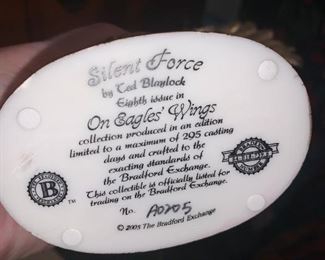 Silent Force
by Ted Blaylock
Eighth issue in
On Eagles' Wings
collection produced in an edition
limited to a maximum of 295 casting
days and crafted to the
exacting standards of
the Bradford Exchange.
This collectible is officially listed for
trading on the Bradford Exchange.
No. A0205
© 2005 The Bradford Exchange
B
TM